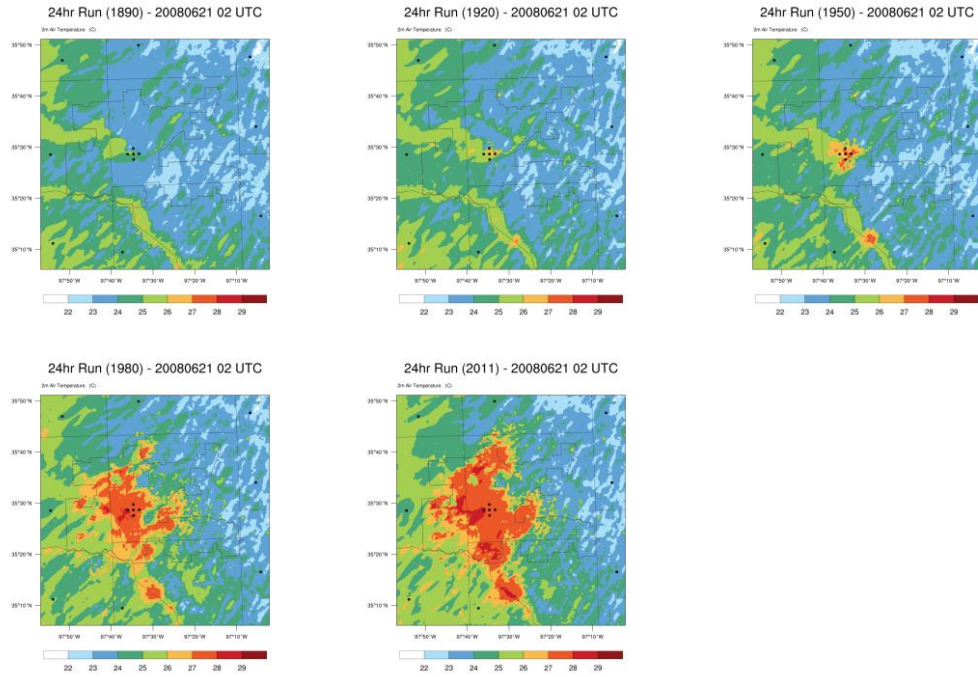 24hr Run (1890) - 20080621 02 UTC
2m Air Temperature (C)
35°50'N
35°40'N
35°30'N
35°20'N
35°10'N
97°50'W 97°40'W 97°30'W 97°20'W 97°10'W
22 23 24 25 26 27 28 29
24hr Run (1920) - 20080621 02 UTC
2m Air Temperature (C)
35°50'N
35°40'N
35°30'N
35°20'N
35°10'N
97°50'W 97°40'W 97°30'W 97°20'W 97°10'W
22 23 24 25 26 27 28 29
24hr Run (1950) - 20080621 02 UTC
2m Air Temperature (C)
35°50'N
35°40'N
35°30'N
35°20'N
35°10'N
97°50'W 97°40'W 97°30'W 97°20'W 97°10'W
22 23 24 25 26 27 28 29
24hr Run (1980) - 20080621 02 UTC
2m Air Temperature (C)
35°50'N
35°40'N
35°30'N
35°20'N
35°10'N
97°50'W 97°40'W 97°30'W 97°20'W 97°10'W
22 23 24 25 26 27 28 29
24hr Run (2011) - 20080621 02 UTC
2m Air Temperature (C)
35°50'N
35°40'N
35°30'N
35°20'N
35°10'N
97°50'W 97°40'W 97°30'W 97°20'W 97°10'W
22 23 24 25 26 27 28 29